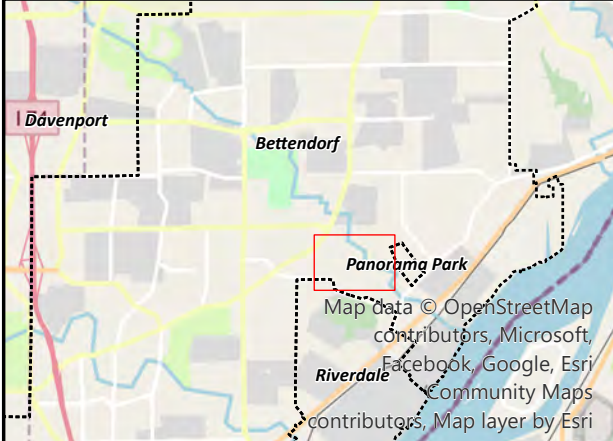 Davenport
Bettendorf
Panorama Park
Map data © OpenStreetMap
contributors, Microsoft,
Facebook, Google, Esri
Riverdale
Community Maps
contributors, Map layer by Esri